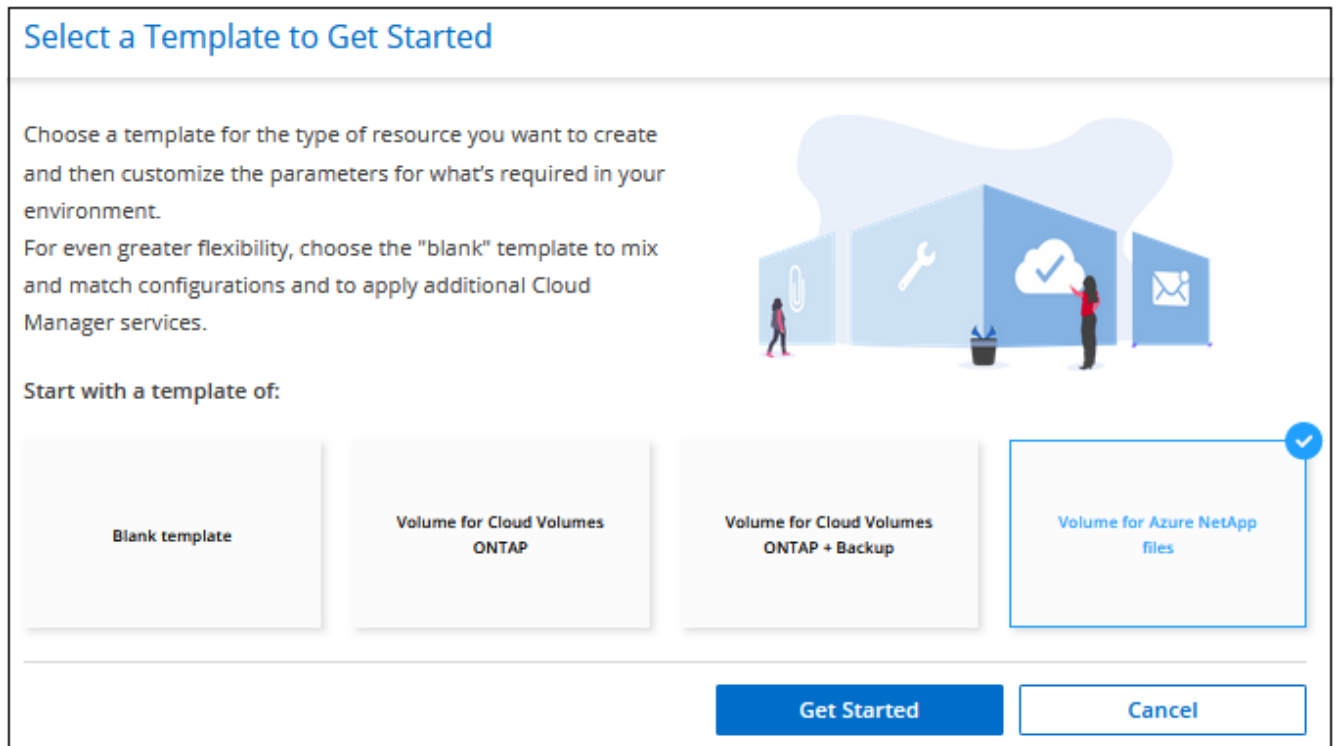 Select a Template to Get Started
Choose a template for the type of resource you want to create
and then customize the parameters for what's required in your
environment.
For even greater flexibility, choose the "blank" template to mix
and match configurations and to apply additional Cloud
Manager services.
Start with a template of:
Blank template
Volume for Cloud Volumes
ONTAP
Volume for Cloud Volumes
ONTAP + Backup
Volume for Azure NetApp
files
Get Started
Cancel